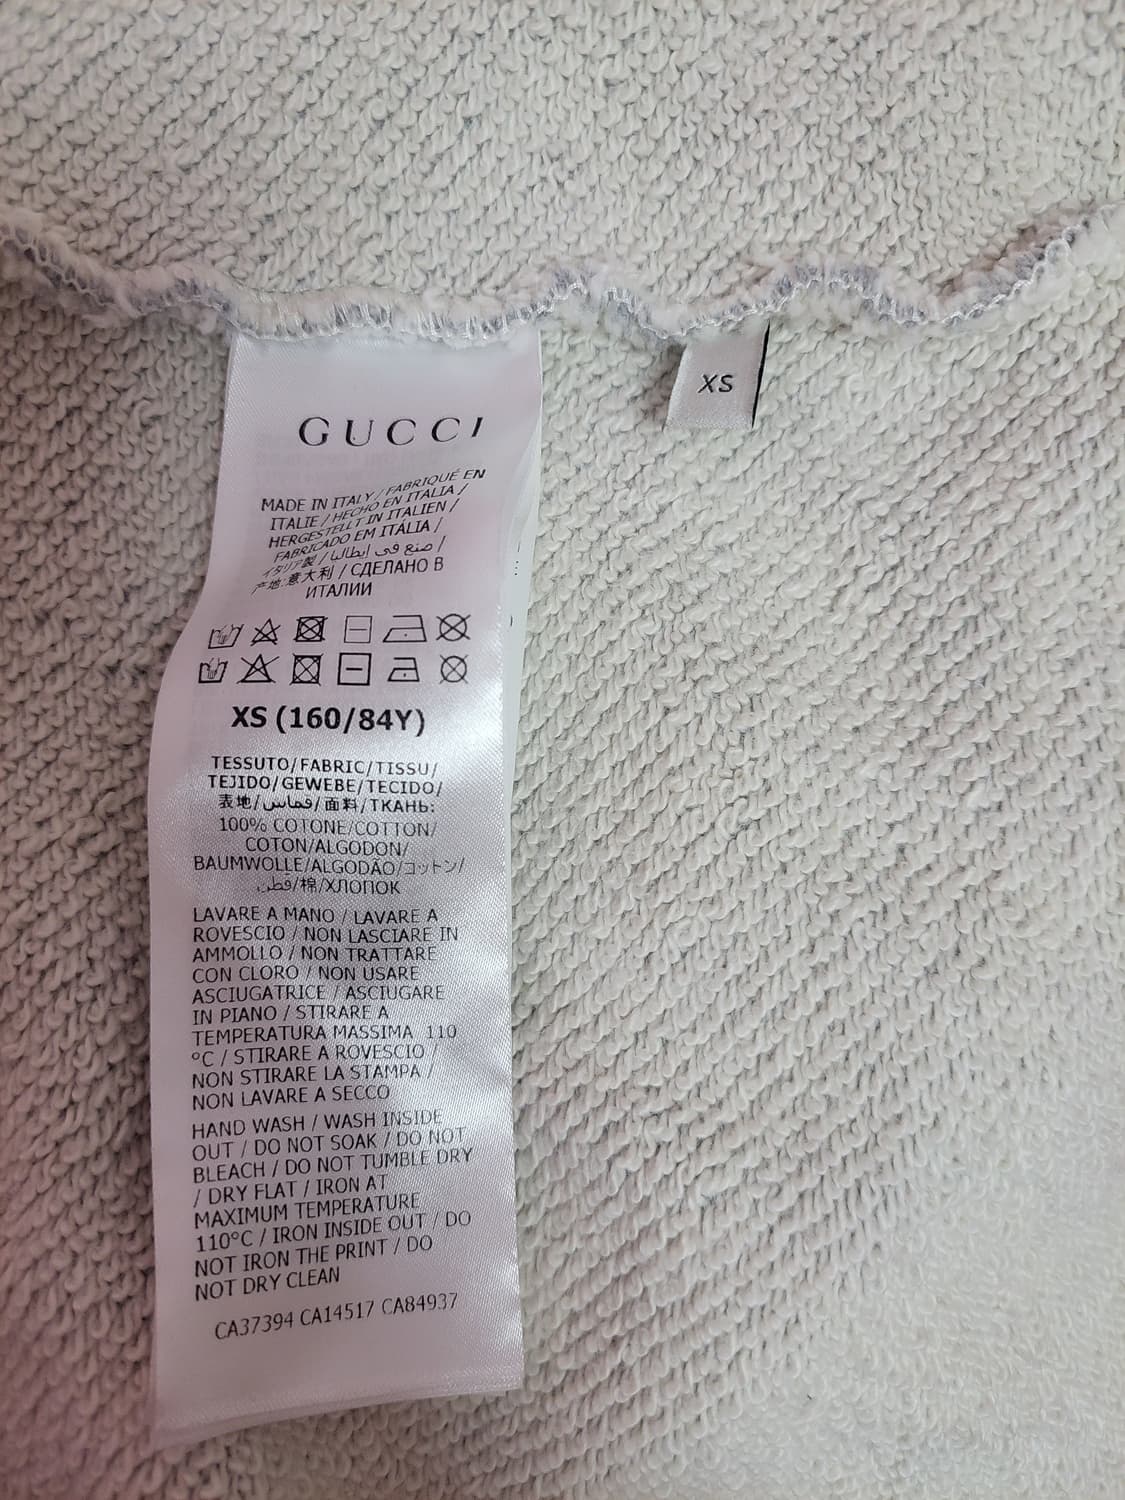 GUCCI
XS
MADE IN ITALY / FABRIQUÉ EN
ITALIE / HECHO EN ITALIA /
HERGESTELLT IN ITALIEN /
FABRICADO EM ITÁLIA /
イタリア製 / صنع في إيطاليا /
产地:意大利 / СДЕЛАНО В
ИТАЛИИ
XS (160/84Y)
TESSUTO/FABRIC/TISSU/
TEJIDO/GEWEBE/TECIDO/
表地/قماس/面料/ТКАНЬ:
100% COTONE/COTTON/
COTON/ALGODON/
BAUMWOLLE/ALGODÃO/コットン/
قطن/棉/ХЛОПОК
LAVARE A MANO / LAVARE A
ROVESCIO / NON LASCIARE IN
AMMOLLO / NON TRATTARE
CON CLORO / NON USARE
ASCIUGATRICE / ASCIUGARE
IN PIANO / STIRARE A
TEMPERATURA MASSIMA 110
°C / STIRARE A ROVESCIO /
NON STIRARE LA STAMPA /
NON LAVARE A SECCO
HAND WASH / WASH INSIDE
OUT / DO NOT SOAK / DO NOT
BLEACH / DO NOT TUMBLE DRY
/ DRY FLAT / IRON AT
MAXIMUM TEMPERATURE
110°C / IRON INSIDE OUT / DO
NOT IRON THE PRINT / DO
NOT DRY CLEAN
CA37394 CA14517 CA84937